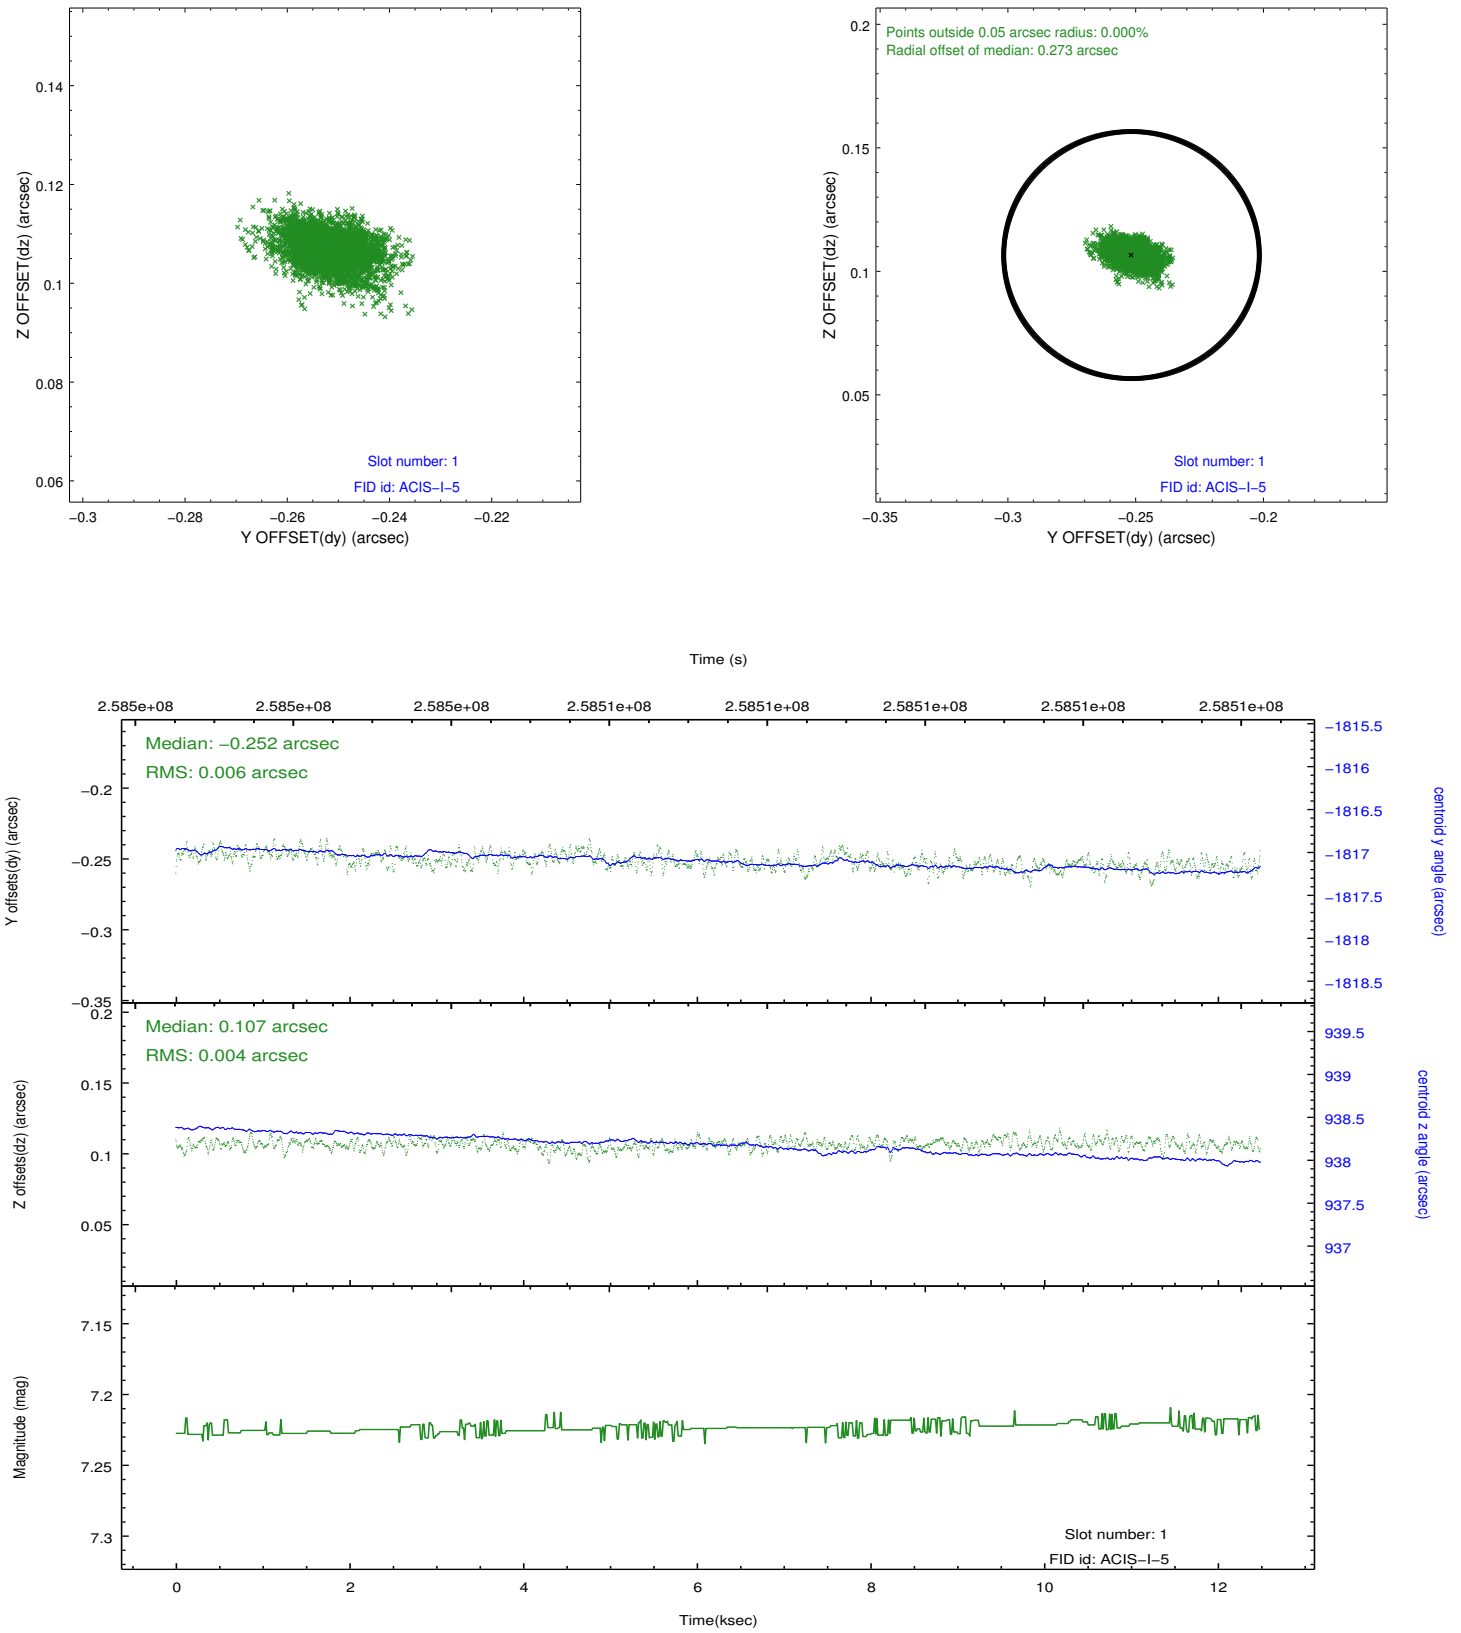 0.14
0.12
0.1
0.08
0.06
Z OFFSET(dz) (arcsec)
Slot number: 1
FID id: ACIS−I−5
−0.3 −0.28 −0.26 −0.24 −0.22
Y OFFSET(dy) (arcsec)
Points outside 0.05 arcsec radius: 0.000%
Radial offset of median: 0.273 arcsec
0.2
0.15
0.1
0.05
Z OFFSET(dz) (arcsec)
Slot number: 1
FID id: ACIS−I−5
−0.35 −0.3 −0.25 −0.2
Y OFFSET(dy) (arcsec)
Time (s)
2.585e+08 2.585e+08 2.585e+08 2.5851e+08 2.5851e+08 2.5851e+08 2.5851e+08 2.5851e+08
Median: −0.252 arcsec
RMS: 0.006 arcsec
−0.2
−0.25
−0.3
−0.35
Y offsets(dy) (arcsec)
−1815.5
−1816
−1816.5
−1817
−1817.5
−1818
−1818.5
centroid y angle (arcsec)
Median: 0.107 arcsec
RMS: 0.004 arcsec
0.2
0.15
0.1
0.05
Z offsets(dz) (arcsec)
939.5
939
938.5
938
937.5
937
centroid z angle (arcsec)
7.15
7.2
7.25
7.3
Magnitude (mag)
Slot number: 1
FID id: ACIS−I−5
0 2 4 6 8 10 12
Time(ksec)